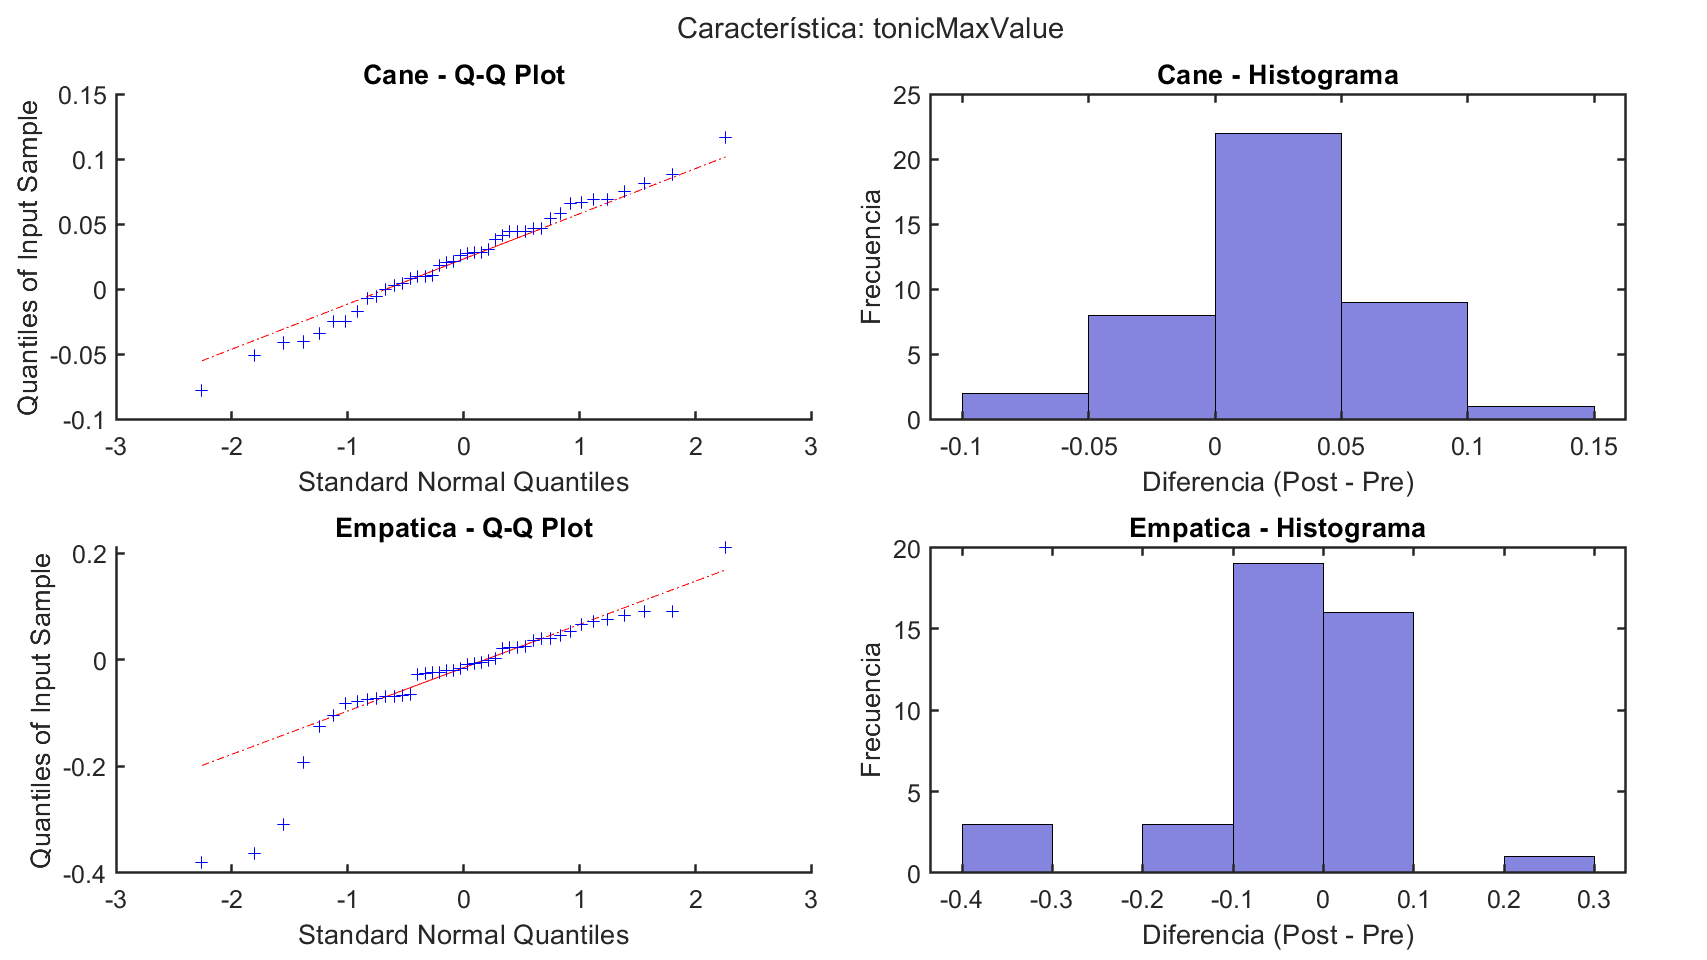 Característica: tonicMaxValue
Cane - Q-Q Plot
0.15
0.1
0.05
0
-0.05
-0.1
Quantiles of Input Sample
-3 -2 -1 0 1 2 3
Standard Normal Quantiles
Cane - Histograma
25
20
15
10
5
0
Frecuencia
-0.1 -0.05 0 0.05 0.1 0.15
Diferencia (Post - Pre)
Empatica - Q-Q Plot
0.2
0
-0.2
-0.4
Quantiles of Input Sample
-3 -2 -1 0 1 2 3
Standard Normal Quantiles
Empatica - Histograma
20
15
10
5
0
Frecuencia
-0.4 -0.3 -0.2 -0.1 0 0.1 0.2 0.3
Diferencia (Post - Pre)